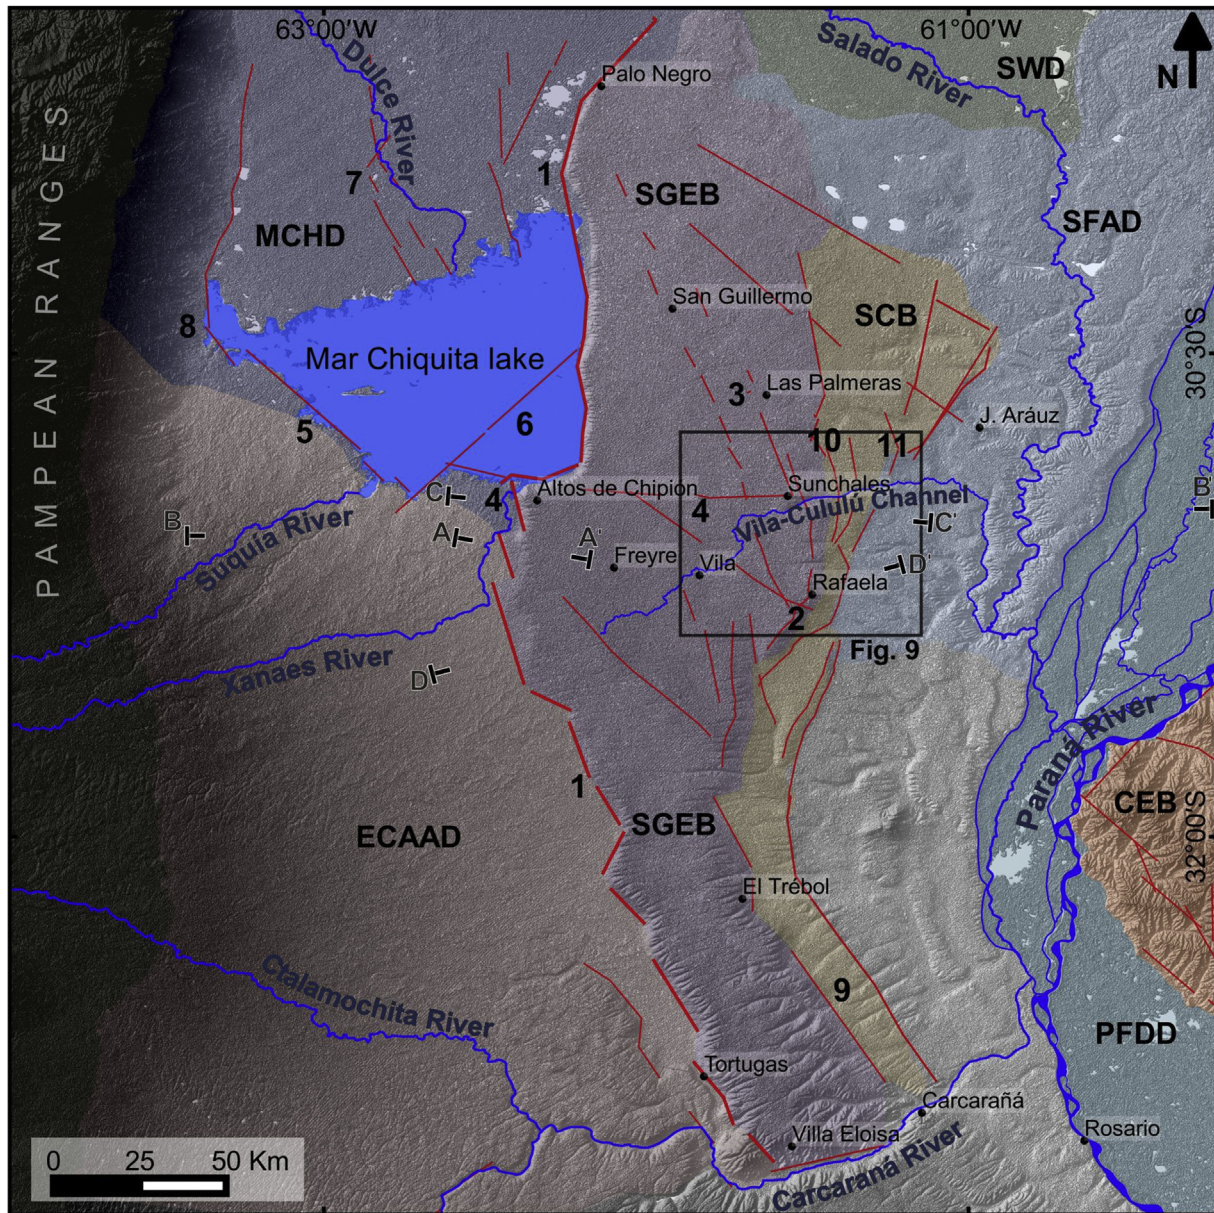 63°00'W
61°00'W
Salado River
SWD
N
Dulce River
Palo Negro
PAMPEAN RANGES
7
1
SGEB
MCHD
SFAD
San Guillermo
SCB
8
30°30'S
Mar Chiquita lake
Las Palmeras
3
J. Aráuz
5
6
10
11
C
4
Altos de Chipión
Sunchales
4
Vila-Cululú Channel
B
B'
A
A'
C'
Suquía River
Freyre
Vila
D'
Rafaela
2
Xanaes River
D
Fig. 9
Paraná River
1
ECAAD
SGEB
CEB
32°00'S
El Trébol
Ctalamochita River
9
PFDD
Tortugas
Carcarañá
Villa Eloisa
Rosario
Carcaraná River
0 25 50 Km